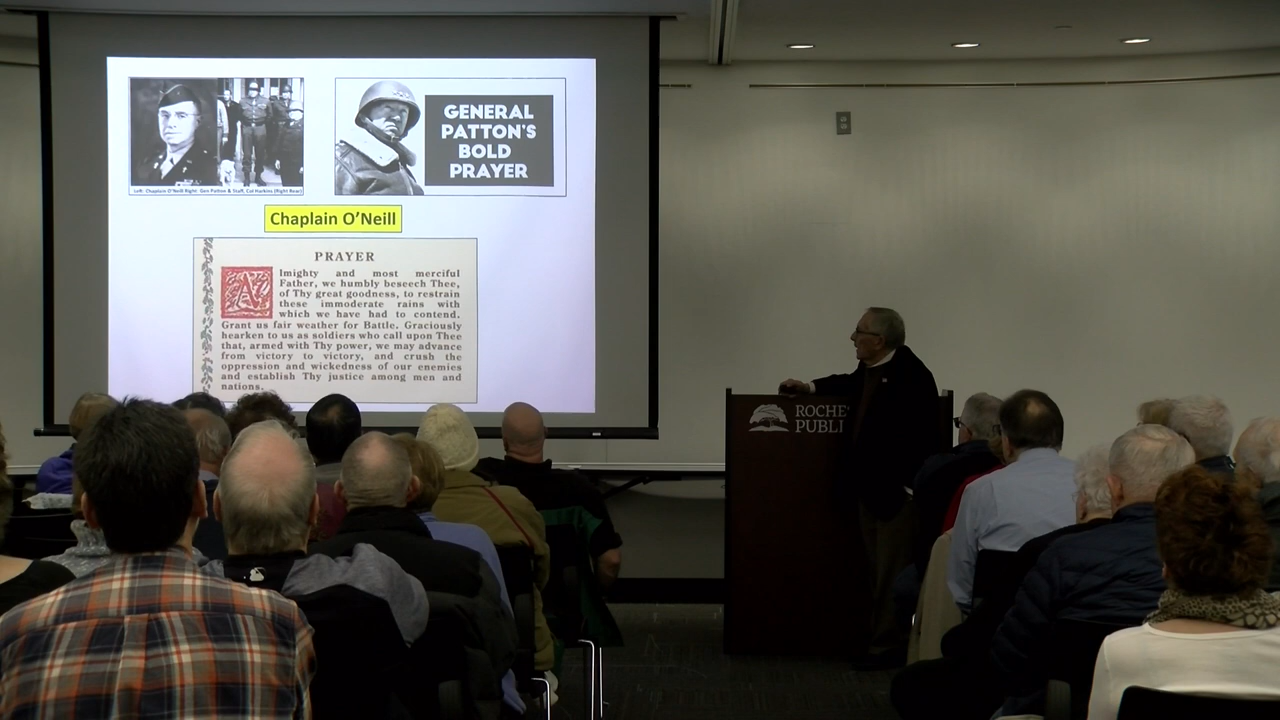 Left: Chaplain O'Neill Right: Gen Patton & Staff, Col Harkins (Right Rear)
GENERAL
PATTON'S
BOLD
PRAYER
Chaplain O'Neill
PRAYER
Almighty and most merciful
Father, we humbly beseech Thee,
of Thy great goodness, to restrain
these immoderate rains with
which we have had to contend.
Grant us fair weather for Battle. Graciously
hearken to us as soldiers who call upon Thee
that, armed with Thy power, we may advance
from victory to victory, and crush the
oppression and wickedness of our enemies
and establish Thy justice among men and
nations.
ROCHE
PUBLI